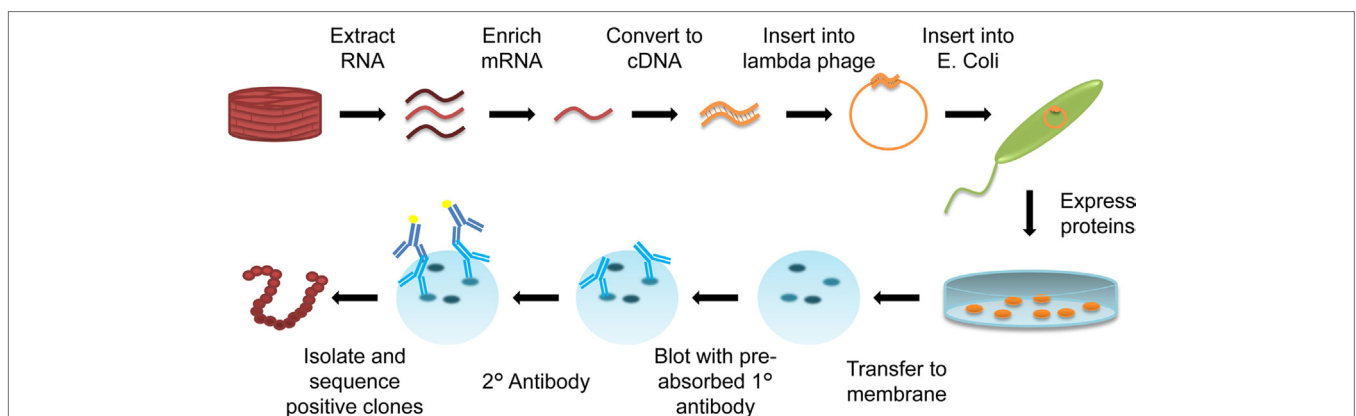 Extract
RNA
Enrich
mRNA
Convert to
cDNA
Insert into
lambda phage
Insert into
E. Coli
Express
proteins
Transfer to
membrane
Blot with pre-
absorbed 1° 
antibody
2° Antibody
Isolate and
sequence
positive clones